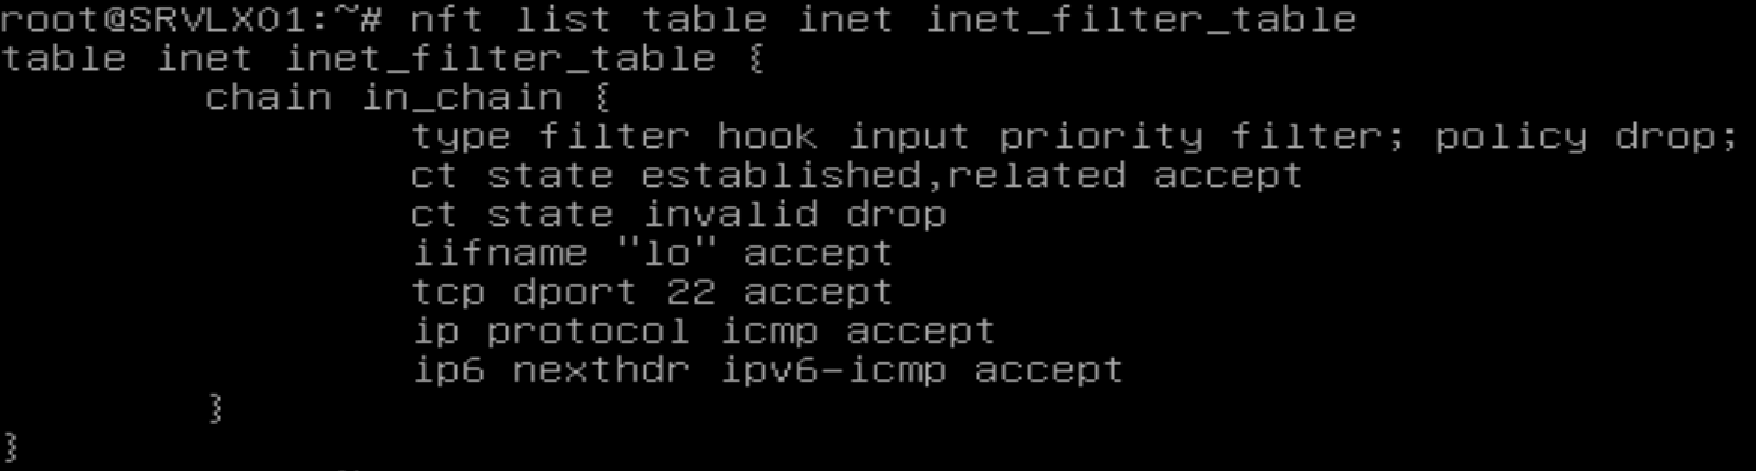 root@SRVLX01:~# nft list table inet inet_filter_table
table inet inet_filter_table {
        chain in_chain {
                type filter hook input priority filter; policy drop;
                ct state established,related accept
                ct state invalid drop
                iifname "lo" accept
                tcp dport 22 accept
                ip protocol icmp accept
                ip6 nexthdr ipv6-icmp accept
        }
}